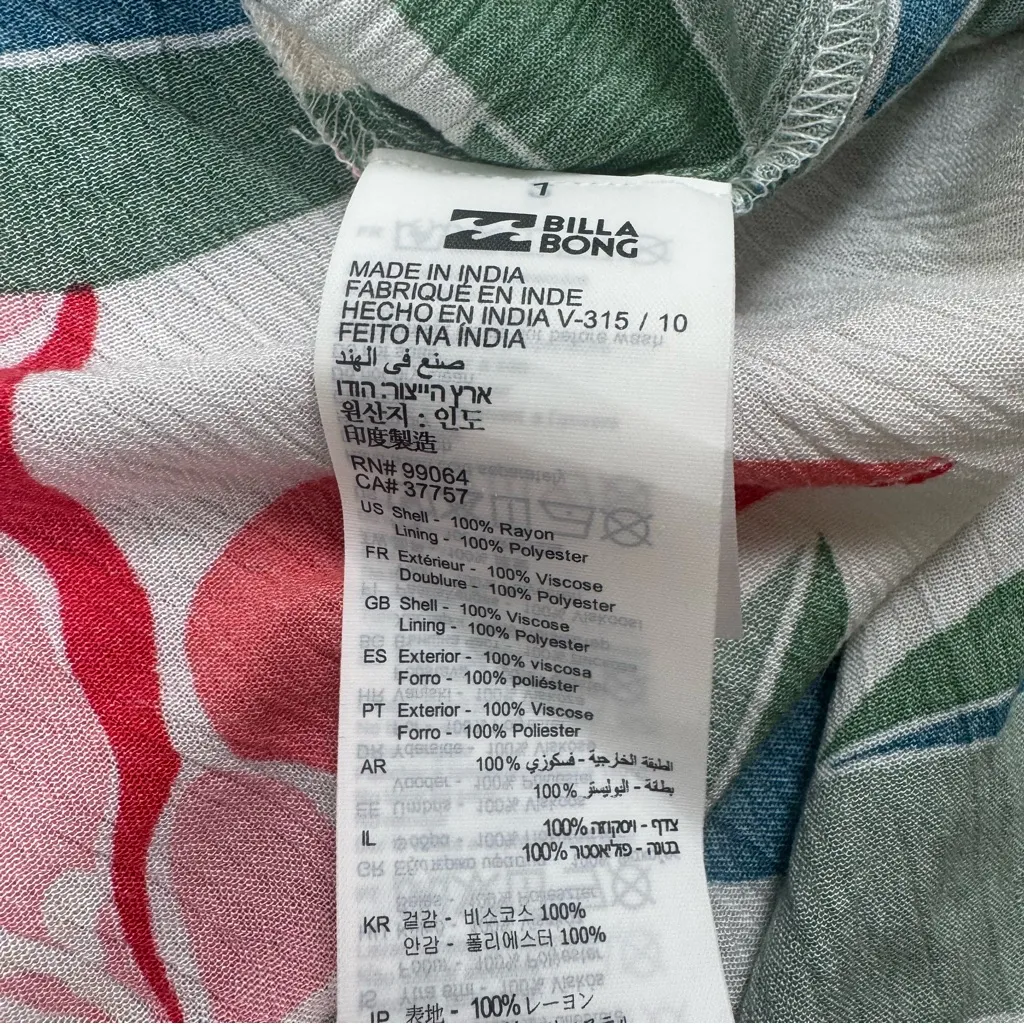 1
BILLA
BONG
MADE IN INDIA
FABRIQUÉ EN INDE
HECHO EN INDIA V-315 / 10
FEITO NA ÍNDIA
صنع فى الهند
ארץ הייצור: הודו
원산지 : 인도
印度製造
RN# 99064
CA# 37757
US Shell - 100% Rayon
Lining - 100% Polyester
FR Extérieur - 100% Viscose
Doublure - 100% Polyester
GB Shell - 100% Viscose
Lining - 100% Polyester
ES Exterior - 100% viscosa
Forro - 100% poliéster
PT Exterior - 100% Viscose
Forro - 100% Poliester
AR الطبقة الخارجية - فسكوزي 100%
بطانة - البوليستر 100%
IL צדף - ויסקוזה 100%
בטנה - פוליאסטר 100%
KR 겉감 - 비스코스 100%
안감 - 폴리에스터 100%
JP 表地 - 100% レーヨン